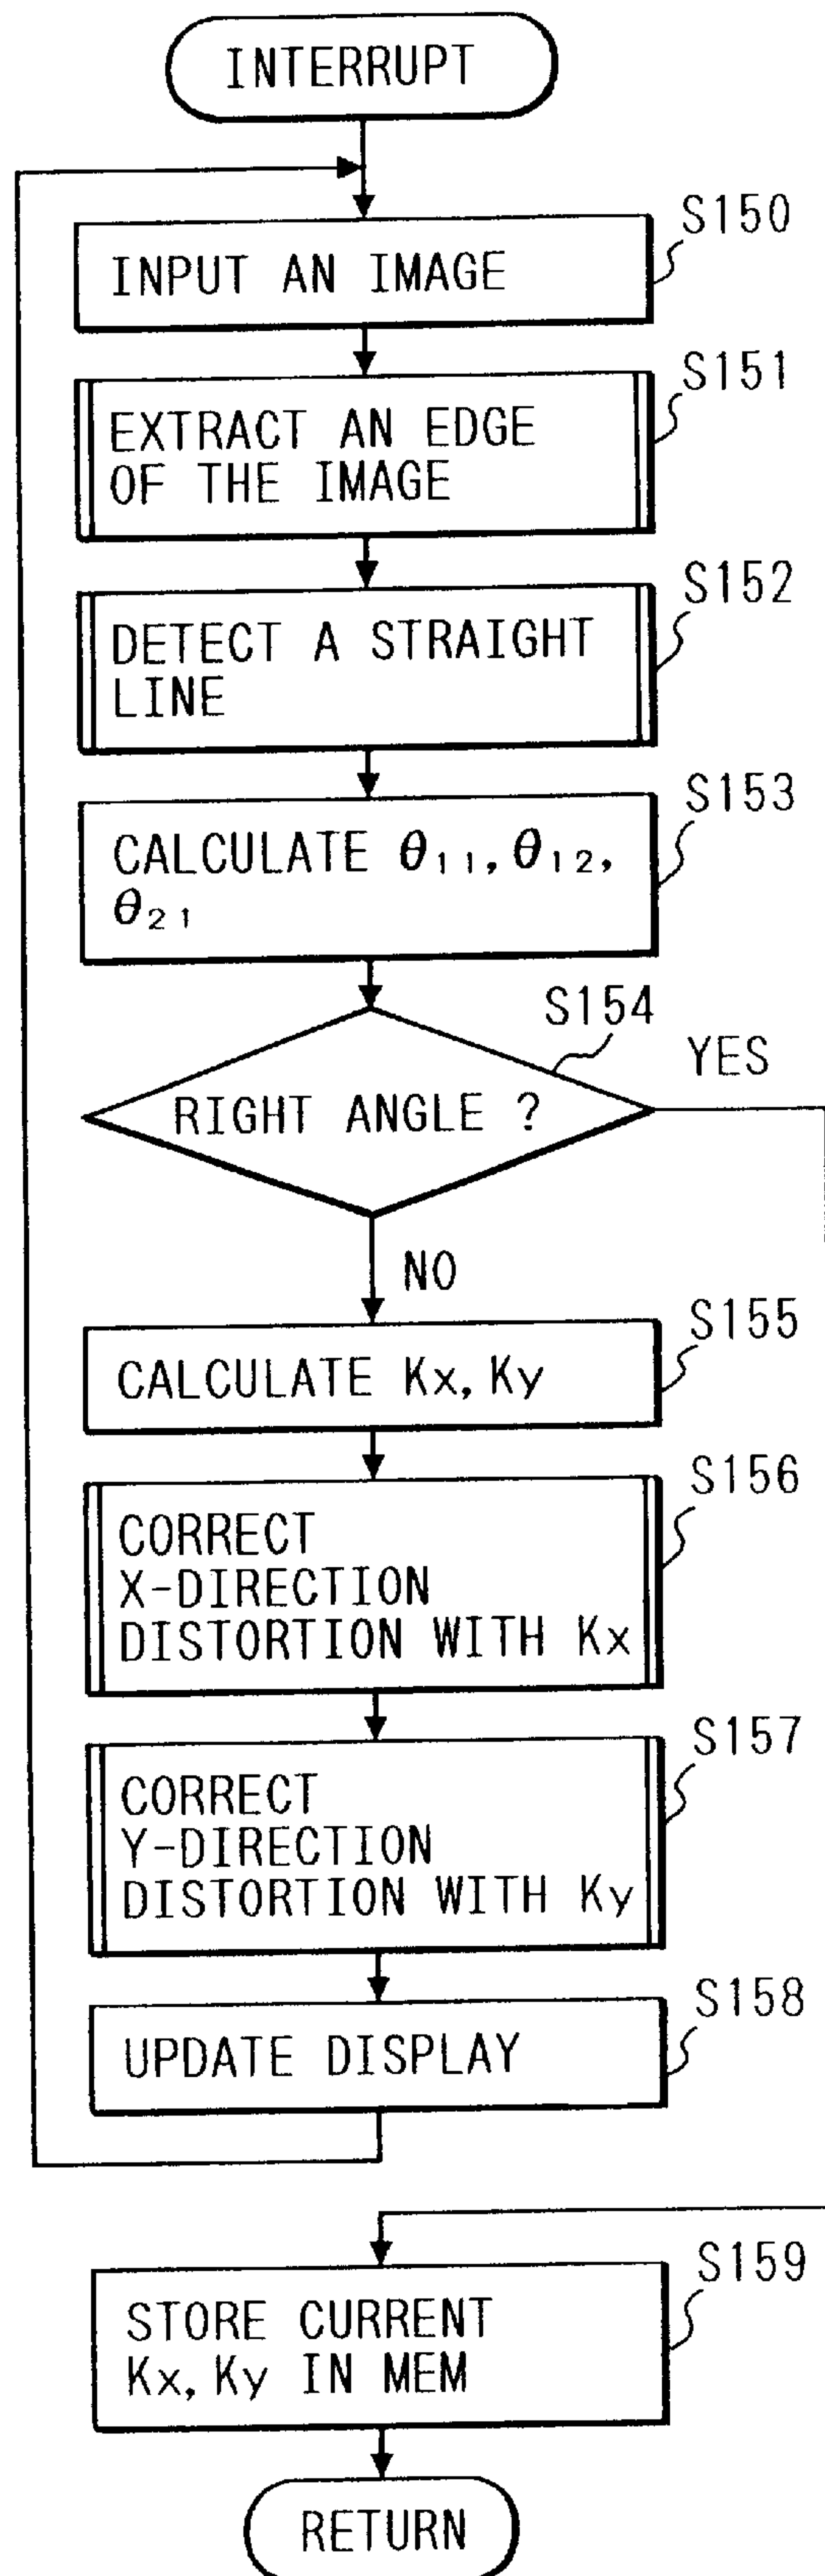 INTERRUPT
S150
INPUT AN IMAGE
S151
EXTRACT AN EDGE
OF THE IMAGE
S152
DETECT A STRAIGHT
LINE
S153
CALCULATE θ₁₁, θ₁₂,
θ₂₁
S154
YES
RIGHT ANGLE ?
NO
S155
CALCULATE Kx, Ky
S156
CORRECT
X-DIRECTION
DISTORTION WITH Kx
S157
CORRECT
Y-DIRECTION
DISTORTION WITH Ky
S158
UPDATE DISPLAY
S159
STORE CURRENT
Kx, Ky IN MEM
RETURN